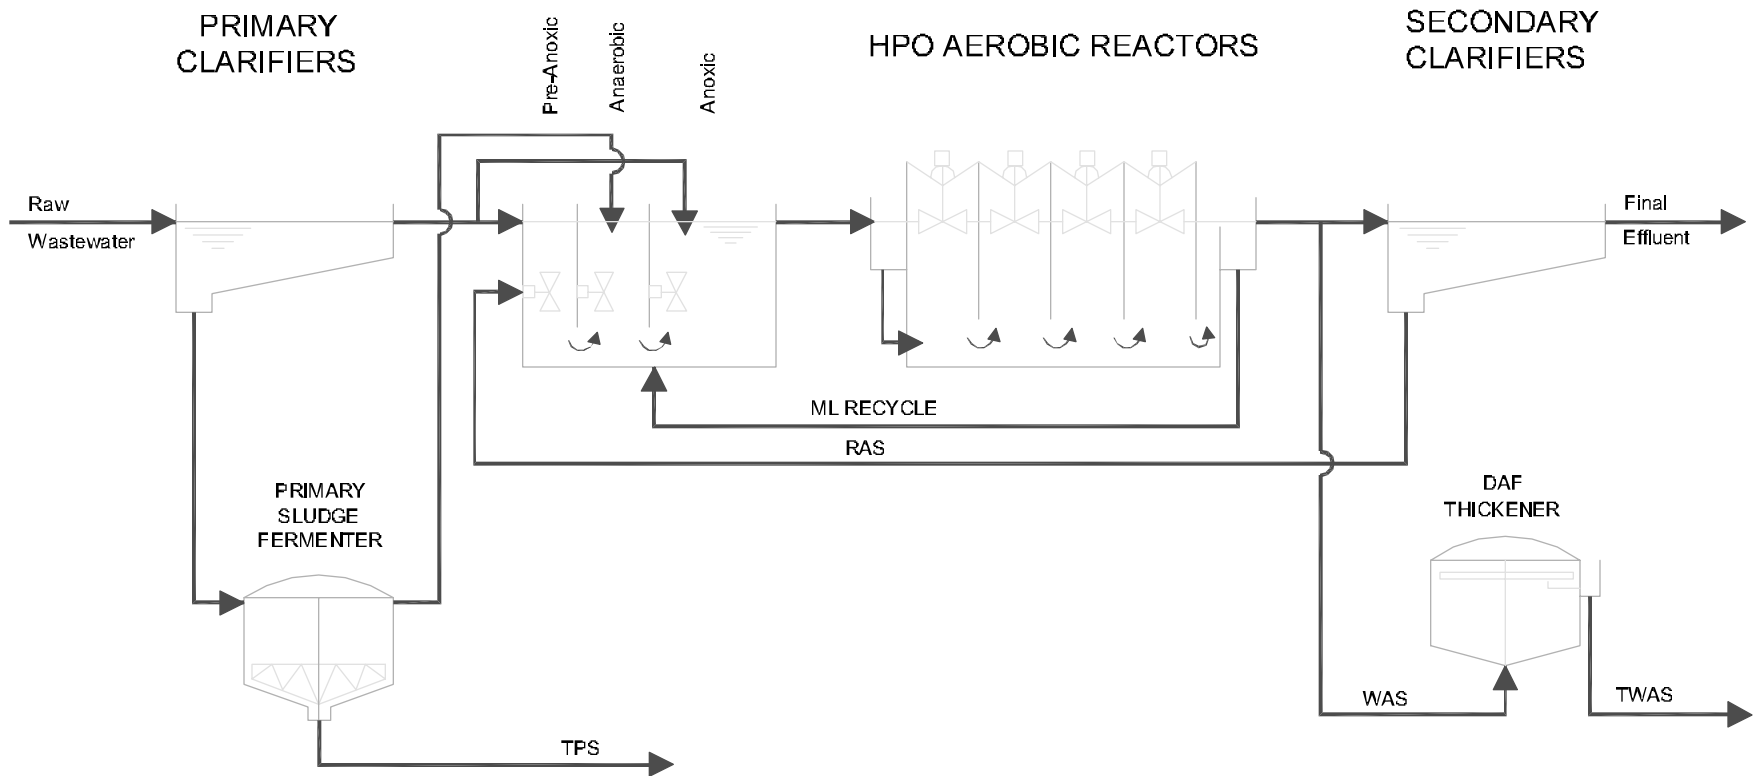 PRIMARY
CLARIFIERS
Pre-Anoxic
Anaerobic
Anoxic
HPO AEROBIC REACTORS
SECONDARY
CLARIFIERS
Raw
Wastewater
Final
Effluent
ML RECYCLE
RAS
PRIMARY
SLUDGE
FERMENTER
DAF
THICKENER
WAS
TWAS
TPS